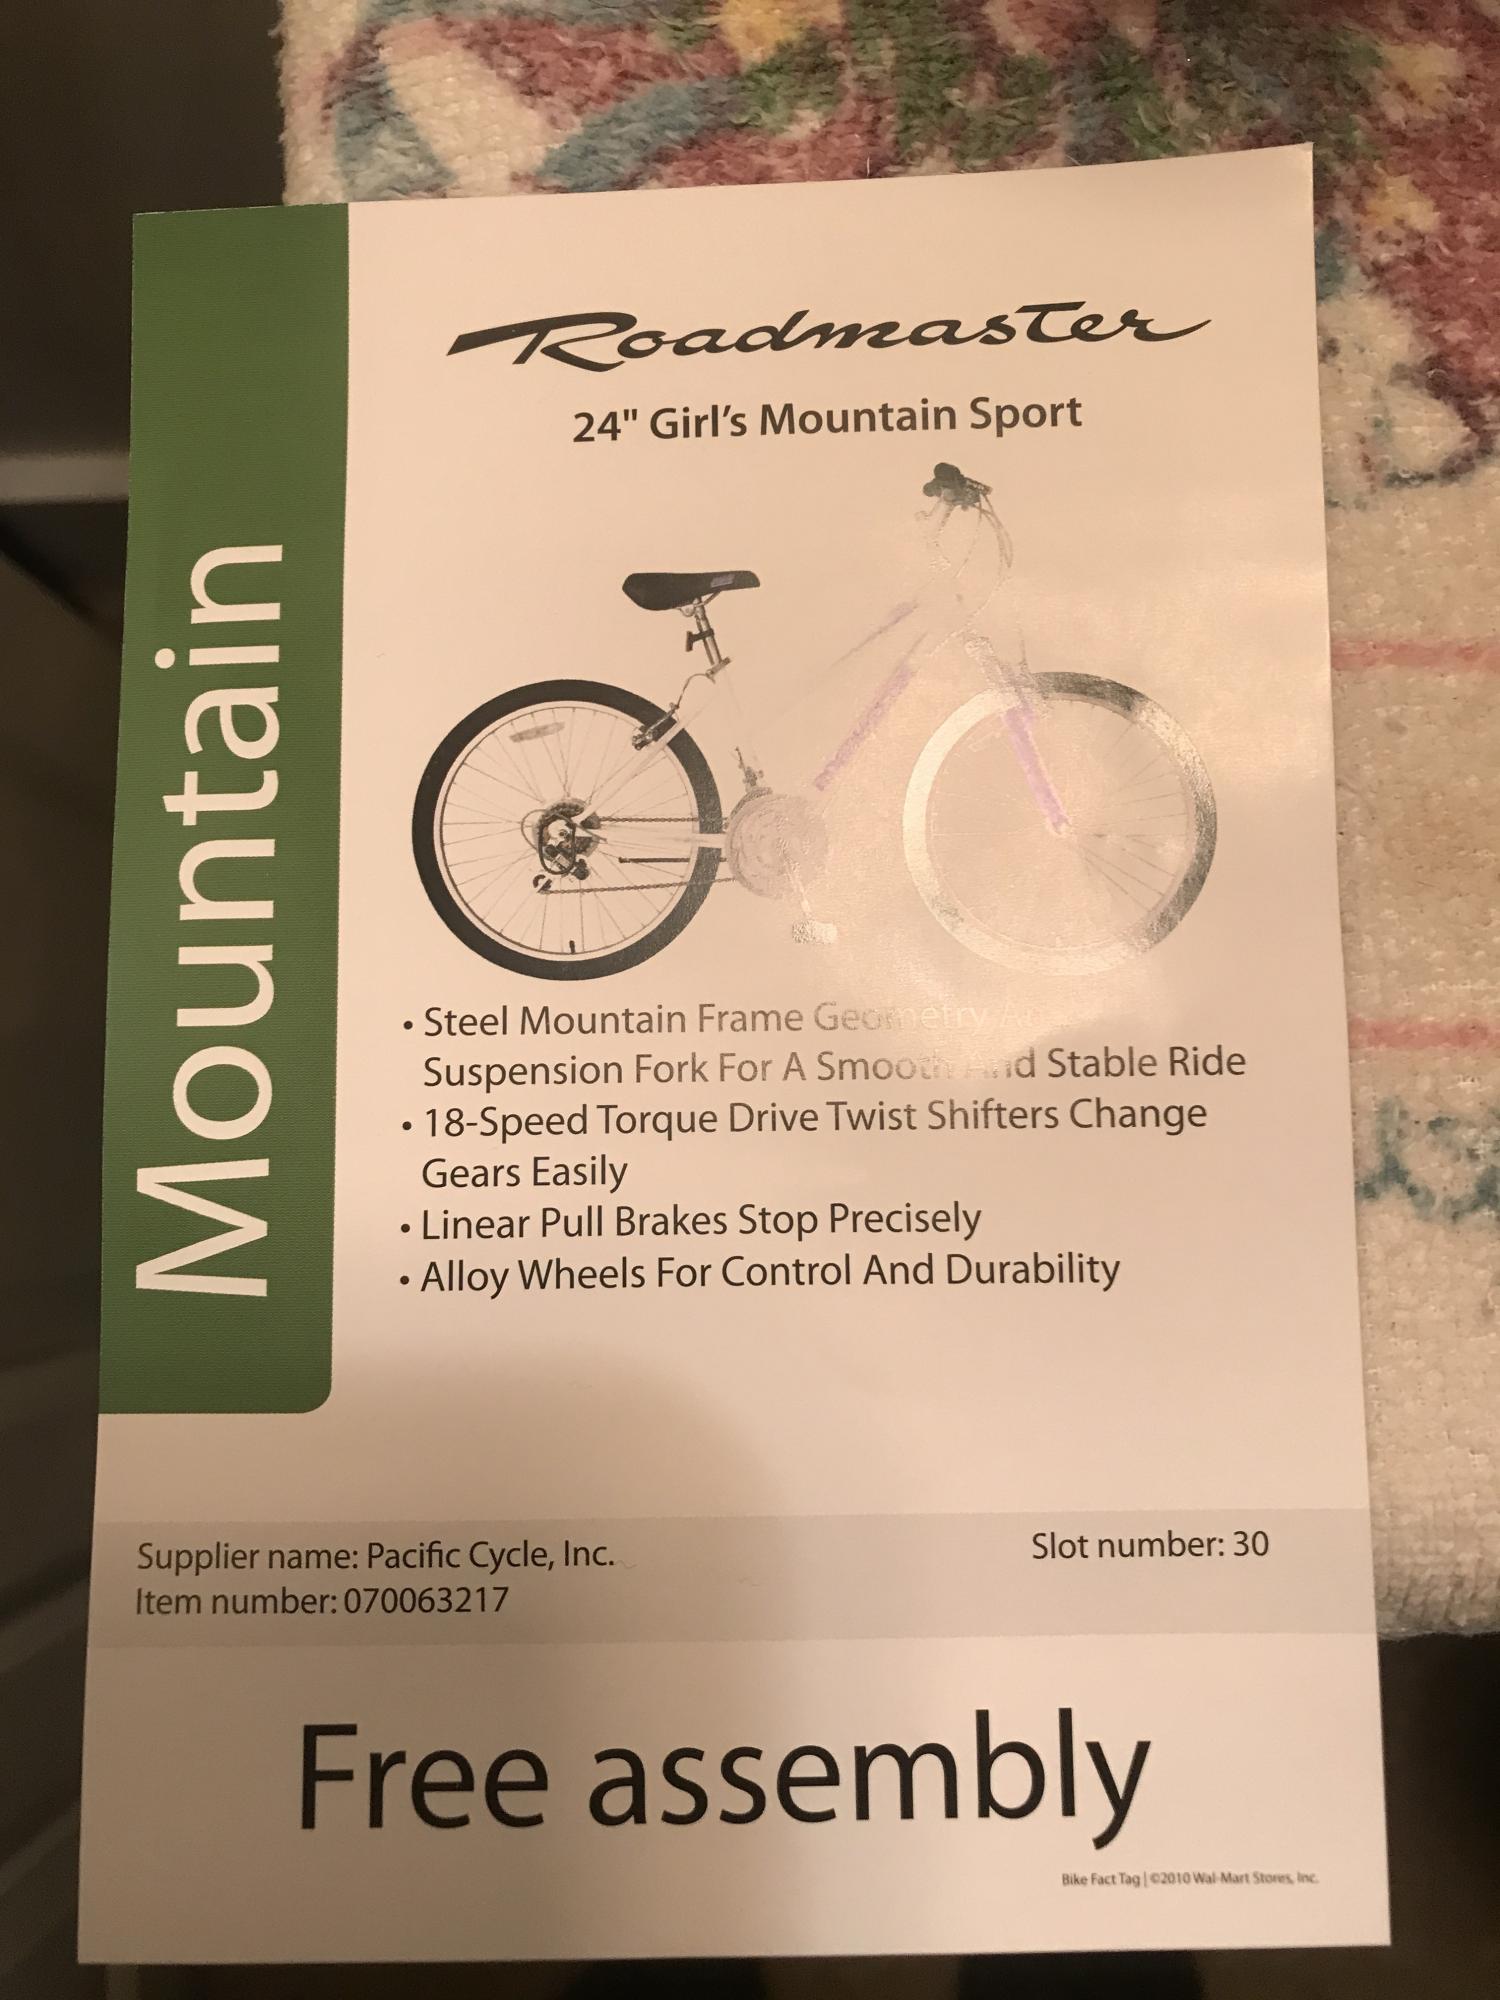 Mountain
Roadmaster
24" Girl's Mountain Sport
• Steel Mountain Frame Geometry
Suspension Fork For A Smooth And Stable Ride
• 18-Speed Torque Drive Twist Shifters Change
Gears Easily
• Linear Pull Brakes Stop Precisely
• Alloy Wheels For Control And Durability
Supplier name: Pacific Cycle, Inc.
Slot number: 30
Item number: 070063217
Free assembly
Bike Fact Tag | ©2010 Wal-Mart Stores, Inc.